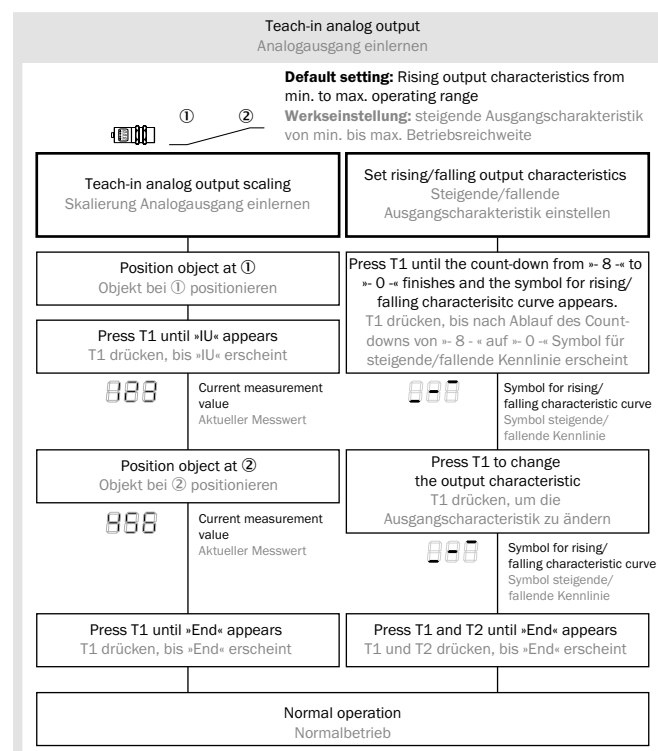 Teach-in analog output
Analogausgang einlernen
Default setting: Rising output characteristics from
min. to max. operating range
Werkseinstellung: steigende Ausgangscharakteristik
von min. bis max. Betriebsreichweite
① ②
Teach-in analog output scaling
Skalierung Analogausgang einlernen
Set rising/falling output characteristics
Steigende/fallende
Ausgangscharakteristik einstellen
Position object at ①
Objekt bei ① positionieren
Press T1 until the count-down from »- 8 -« to
»- 0 -« finishes and the symbol for rising/
falling characterisitc curve appears.
T1 drücken, bis nach Ablauf des Count-
downs von »- 8 - « auf »- 0 -« Symbol für
steigende/fallende Kennlinie erscheint
Press T1 until »IU« appears
T1 drücken, bis »IU« erscheint
Current measurement
value
Aktueller Messwert
Symbol for rising/
falling characteristic curve
Symbol steigende/
fallende Kennlinie
Position object at ②
Objekt bei ② positionieren
Press T1 to change
the output characteristic
T1 drücken, um die
Ausgangscharacteristik zu ändern
Current measurement
value
Aktueller Messwert
Symbol for rising/
falling characteristic curve
Symbol steigende/
fallende Kennlinie
Press T1 until »End« appears
T1 drücken, bis »End« erscheint
Press T1 and T2 until »End« appears
T1 und T2 drücken, bis »End« erscheint
Normal operation
Normalbetrieb